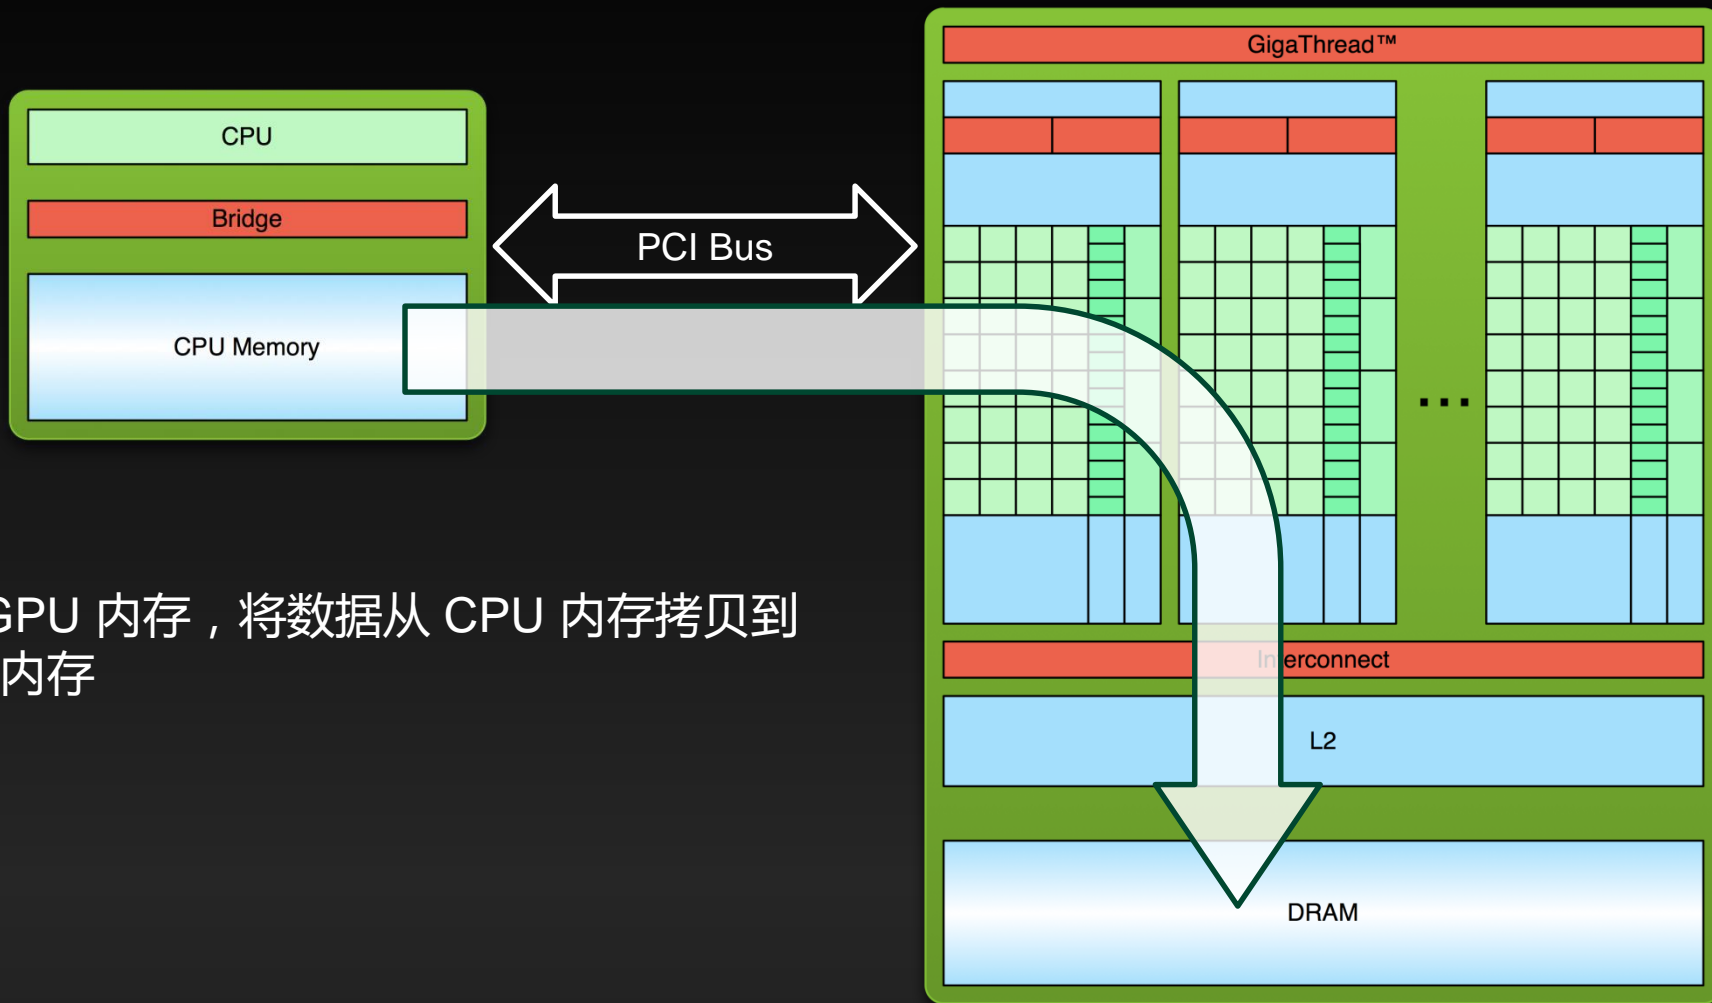 GigaThread™
CPU
Bridge
PCI Bus
CPU Memory
...
GPU 内存，将数据从 CPU 内存拷贝到
内存
Interconnect
L2
DRAM